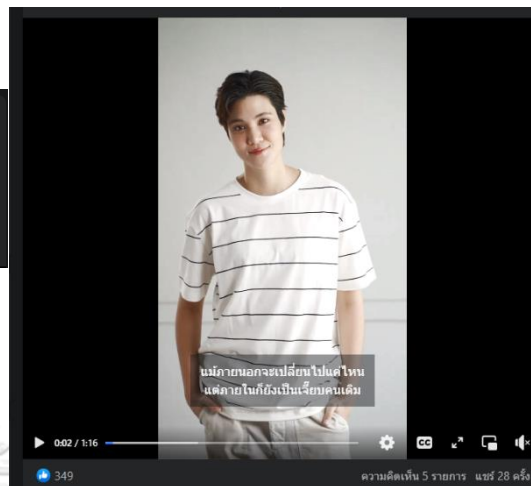 แม้ภายนอกจะเปลี่ยนไปแค่ไหน
แต่ภายในก็ยังเป็นเจี๊ยบคนเดิม
0:02 / 1:16
CC
349 ความคิดเห็น 5 รายการ แชร์ 28 ครั้ง